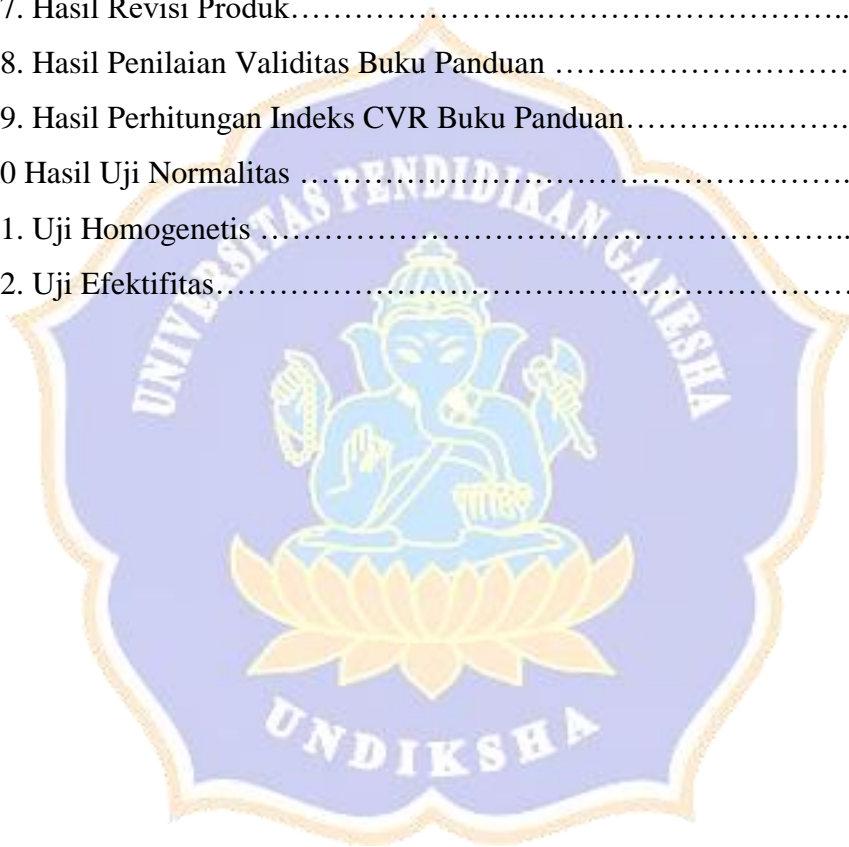 7. Hasil Revisi Produk…………………...……………………………..
8. Hasil Penilaian Validitas Buku Panduan …….…………………
9. Hasil Perhitungan Indeks CVR Buku Panduan…………...…….
0 Hasil Uji Normalitas …………………………………………….
1. Uji Homogenetis ………………………………………………..
2. Uji Efektifitas……………………………………………………
UNIVERSITAS PENDIDIKAN GANESHA
UNDIKSHA